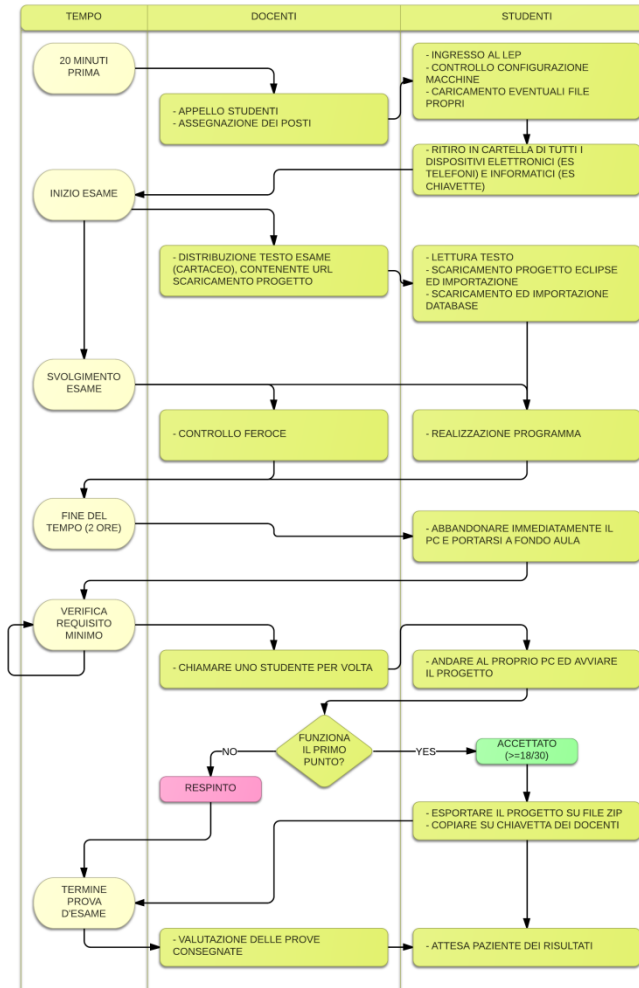 TEMPO
DOCENTI
STUDENTI
20 MINUTI
PRIMA
- APPELLO STUDENTI
- ASSEGNAZIONE DEI POSTI
- INGRESSO AL LEP
- CONTROLLO CONFIGURAZIONE
MACCHINE
- CARICAMENTO EVENTUALI FILE
PROPRI
- RITIRO IN CARTELLA DI TUTTI I
DISPOSITIVI ELETTRONICI (ES
TELEFONI) E INFORMATICI (ES
CHIAVETTE)
INIZIO ESAME
- DISTRIBUZIONE TESTO ESAME
(CARTACEO), CONTENENTE URL
SCARICAMENTO PROGETTO
- LETTURA TESTO
- SCARICAMENTO PROGETTO ECLIPSE
ED IMPORTAZIONE
- SCARICAMENTO ED IMPORTAZIONE
DATABASE
SVOLGIMENTO
ESAME
- CONTROLLO FEROCE
- REALIZZAZIONE PROGRAMMA
FINE DEL
TEMPO (2 ORE)
- ABBANDONARE IMMEDIATAMENTE IL
PC E PORTARSI A FONDO AULA
VERIFICA
REQUISITO
MINIMO
- CHIAMARE UNO STUDENTE PER VOLTA
- ANDARE AL PROPRIO PC ED AVVIARE
IL PROGETTO
FUNZIONA
IL PRIMO
PUNTO?
NO
YES
ACCETTATO
(>=18/30)
RESPINTO
- ESPORTARE IL PROGETTO SU FILE ZIP
- COPIARE SU CHIAVETTA DEI DOCENTI
TERMINE
PROVA
D'ESAME
- VALUTAZIONE DELLE PROVE
CONSEGNATE
- ATTESA PAZIENTE DEI RISULTATI